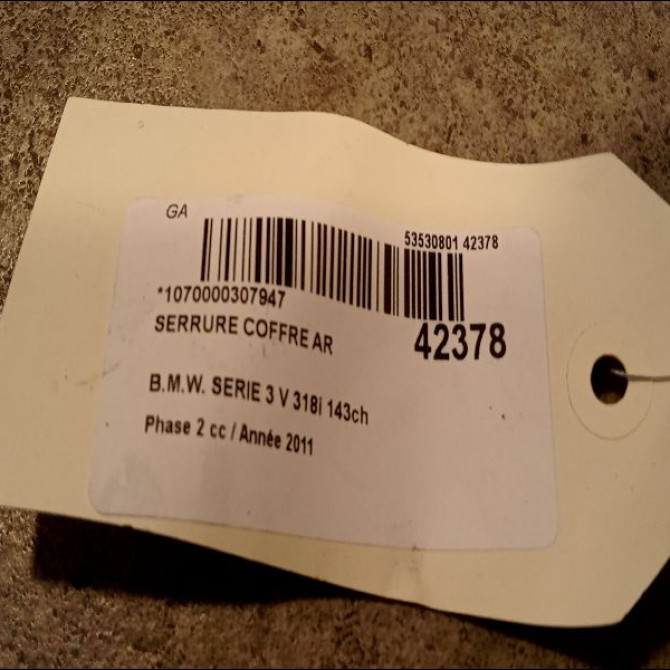 GA
53530801 42378
*1070000307947
42378
SERRURE COFFRE AR
B.M.W. SERIE 3 V 318i 143ch
Phase 2 cc / Année 2011